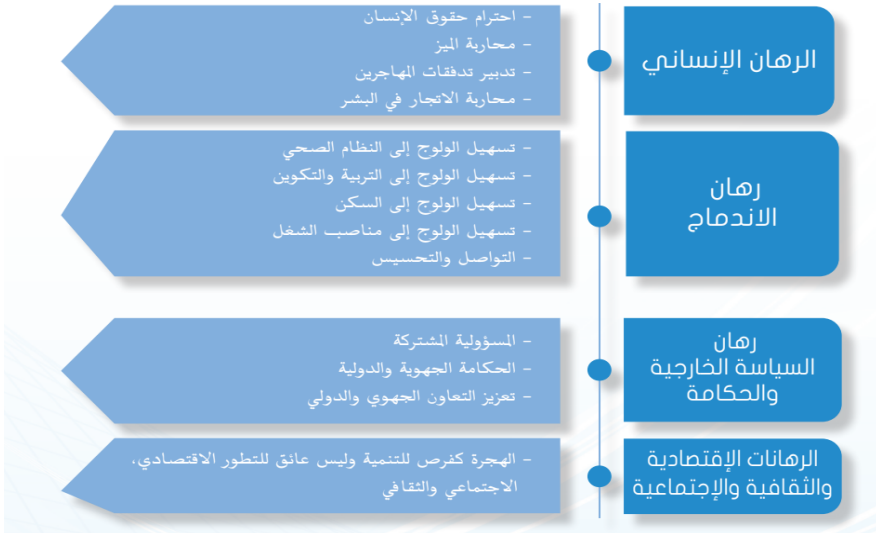 الرهان الإنساني
- احترام حقوق الإنسان
- محاربة الميز
- تدبير تدفقات المهاجرين
- محاربة الاتجار في البشر
رهان
الاندماج
- تسهيل الولوج إلى النظام الصحي
- تسهيل الولوج إلى التربية والتكوين
- تسهيل الولوج إلى السكن
- تسهيل الولوج إلى مناصب الشغل
- التواصل والتحسيس
رهان
السياسة الخارجية
والحكامة
- المسؤولية المشتركة
- الحكامة الجهوية والدولية
- تعزيز التعاون الجهوي والدولي
الرهانات الإقتصادية
والثقافية والإجتماعية
- الهجرة كفرص للتنمية وليس عائق للتطور الاقتصادي،
الاجتماعي والثقافي